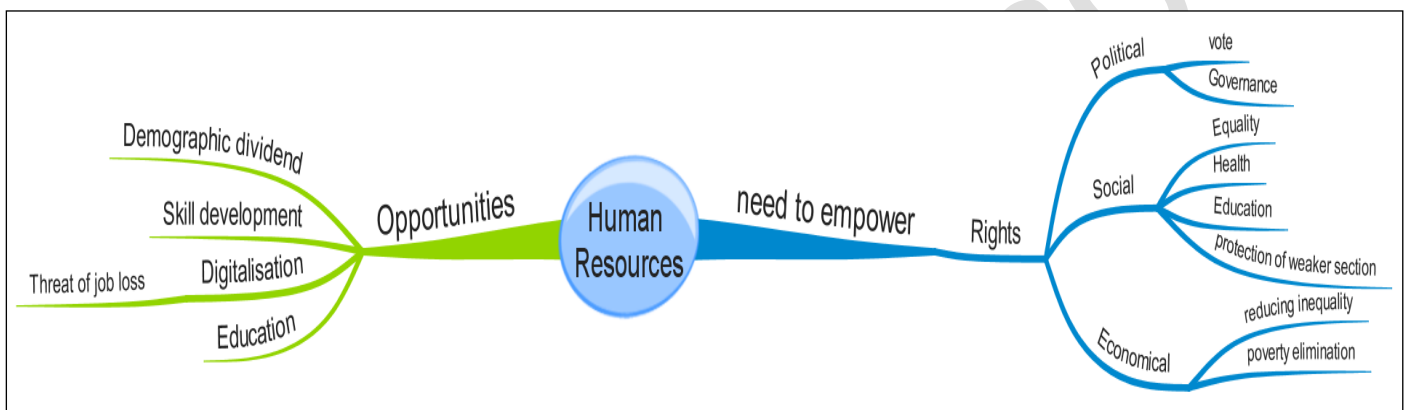 Human
Resources
Opportunities
Demographic dividend
Skill development
Digitalisation
Threat of job loss
Education
need to empower
Rights
Political
vote
Governance
Social
Equality
Health
Education
protection of weaker section
Economical
reducing inequality
poverty elimination